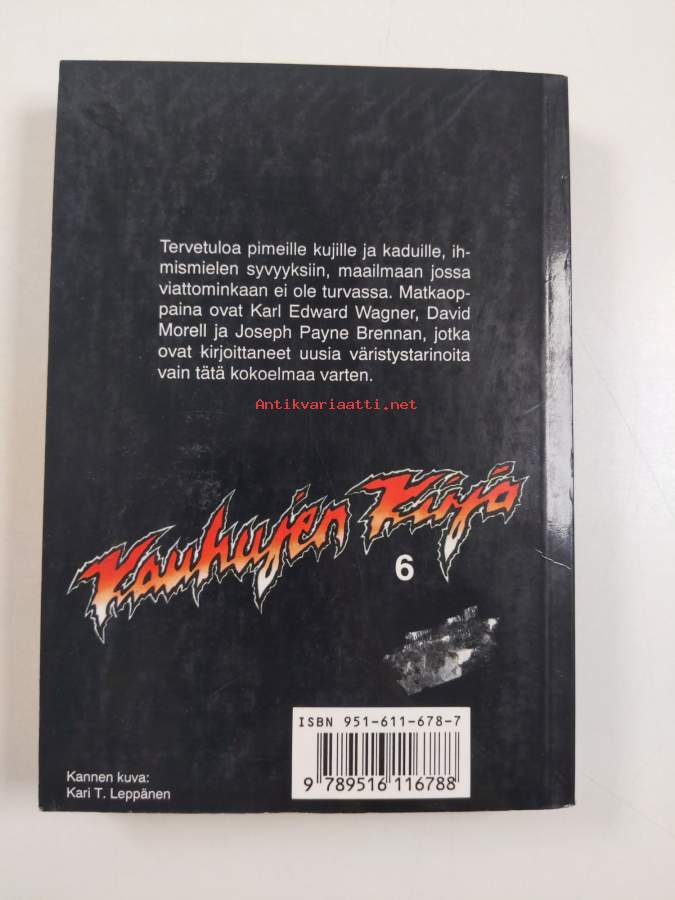 Tervetuloa pimeille kujille ja kaduille, ih-
mismielen syvyyksiin, maailmaan jossa
viattominkaan ei ole turvassa. Matkaop-
paina ovat Karl Edward Wagner, David
Morell ja Joseph Payne Brennan, jotka
ovat kirjoittaneet uusia väristystarinoita
vain tätä kokoelmaa varten.
Antikvariaatti.net
Kauhujen Kirja
6
ISBN 951-611-678-7
9 789516 116788
Kannen kuva:
Kari T. Leppänen